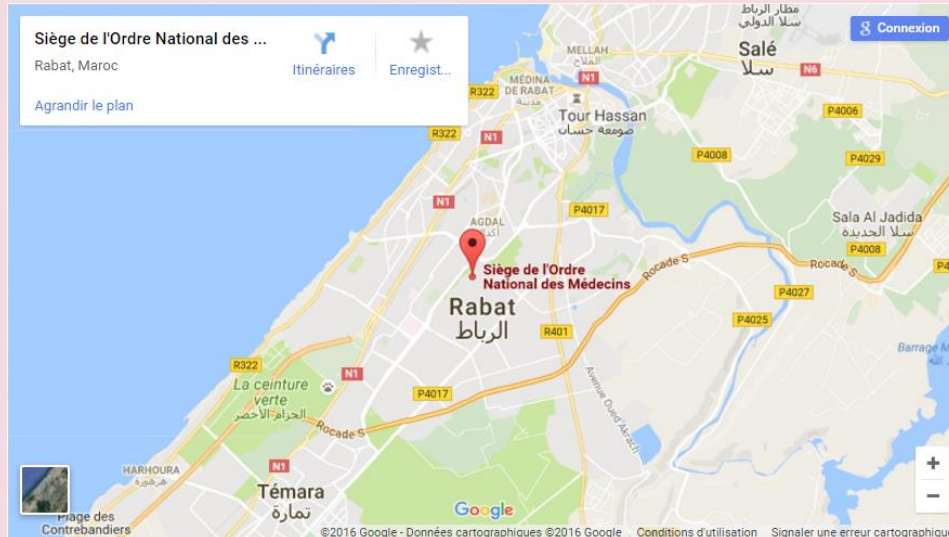 Siège de l'Ordre National des ...
Rabat, Maroc
Itinéraires
Enregist...
Agrandir le plan
Connexion
مطار الرباط
سلا الدولي
Salé
سلا
N6
MELLAH
الملاح
N1
R322
MÉDINA
DE RABAT
مدينة
Tour Hassan
صومعة حسان
P4006
R322
N1
P4008
P4029
N1
P4017
AGDAL
أكدال
Sala Al Jadida
سلا الجديدة
P4008
Siège de l'Ordre
National des Médecins
Rocade S
Rocade S
P4
P4027
Rabat
الرباط
R401
P4025
Barrage M
R322
N1
La ceinture
verte
الحزام الأخضر
P4017
Avenue Oued Akrach
Rocade S
N1
HARHOURA
هرهورة
Témara
تمارة
Plage des
Contrebandiers
Google
©2016 Google - Données cartographiques ©2016 Google Conditions d'utilisation Signaler une erreur cartographique